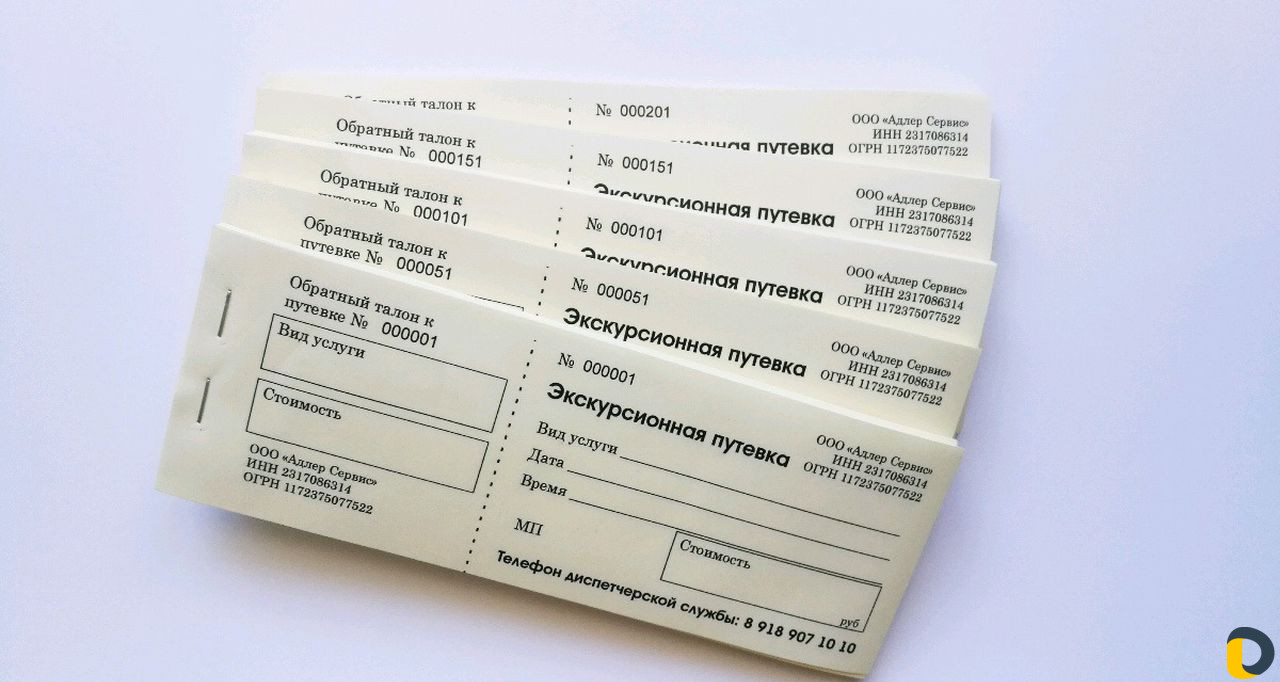 Обратный талон к
№ 000201
путевка
ООО «Адлер Сервис»
ИНН 2317086314
ОГРН 1172375077522
Обратный талон к
путевке № 000151
№ 000151
Экскурсионная путевка
ООО «Адлер Сервис»
ИНН 2317086314
ОГРН 1172375077522
Обратный талон к
путевке № 000101
№ 000101
Экскурсионная путевка
ООО «Адлер Сервис»
ИНН 2317086314
ОГРН 1172375077522
Обратный талон к
путевке № 000051
№ 000051
Экскурсионная путевка
ООО «Адлер Сервис»
ИНН 2317086314
ОГРН 1172375077522
Обратный талон к
путевке № 000001
Вид услуги
Стоимость
ООО «Адлер Сервис»
ИНН 2317086314
ОГРН 1172375077522
№ 000001
Экскурсионная путевка
ООО «Адлер Сервис»
ИНН 2317086314
ОГРН 1172375077522
Вид услуги
Дата
Время
МП
Стоимость
руб
Телефон диспетчерской службы: 8 918 907 10 10